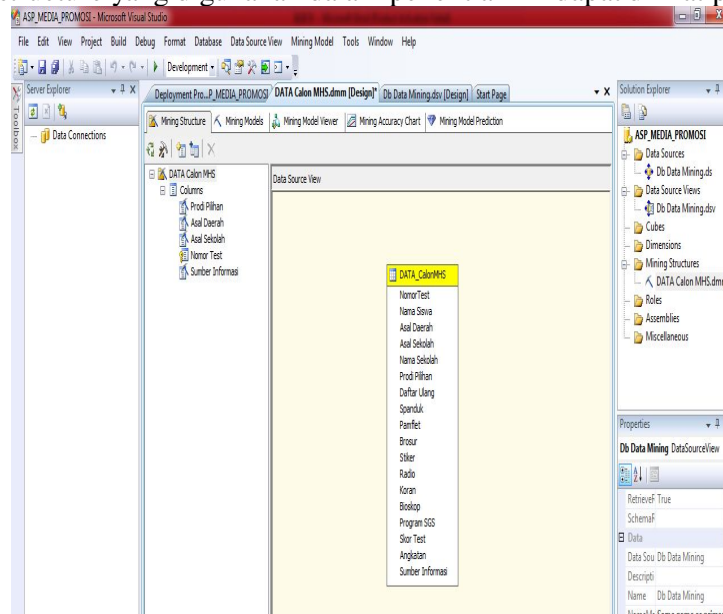 ASP_MEDIA_PROMOSI - Microsoft Visual Studio
File Edit View Project Build Debug Format Database Data Source View Mining Model Tools Window Help
Development
Server Explorer
Data Connections
Toolbox
Deployment Pro...P_MEDIA_PROMOSI
DATA Calon MHS.dmm [Design]*
Db Data Mining.dsv [Design]
Start Page
Mining Structure
Mining Models
Mining Model Viewer
Mining Accuracy Chart
Mining Model Prediction
DATA Calon MHS
Columns
Prodi Pilihan
Asal Daerah
Asal Sekolah
Nomor Test
Sumber Informasi
Data Source View
DATA_CalonMHS
NomorTest
Nama Siswa
Asal Daerah
Asal Sekolah
Nama Sekolah
Prodi Pilihan
Daftar Ulang
Spanduk
Pamflet
Brosur
Stiker
Radio
Koran
Bioskop
Program SGS
Skor Test
Angkatan
Sumber Informasi
Solution Explorer
ASP_MEDIA_PROMOSI
Data Sources
Db Data Mining.ds
Data Source Views
Db Data Mining.dsv
Cubes
Dimensions
Mining Structures
DATA Calon MHS.dm
Roles
Assemblies
Miscellaneous
Properties
Db Data Mining DataSourceView
RetrieveR True
SchemaR
Data
Data Sou Db Data Mining
Descripti
Name Db Data Mining